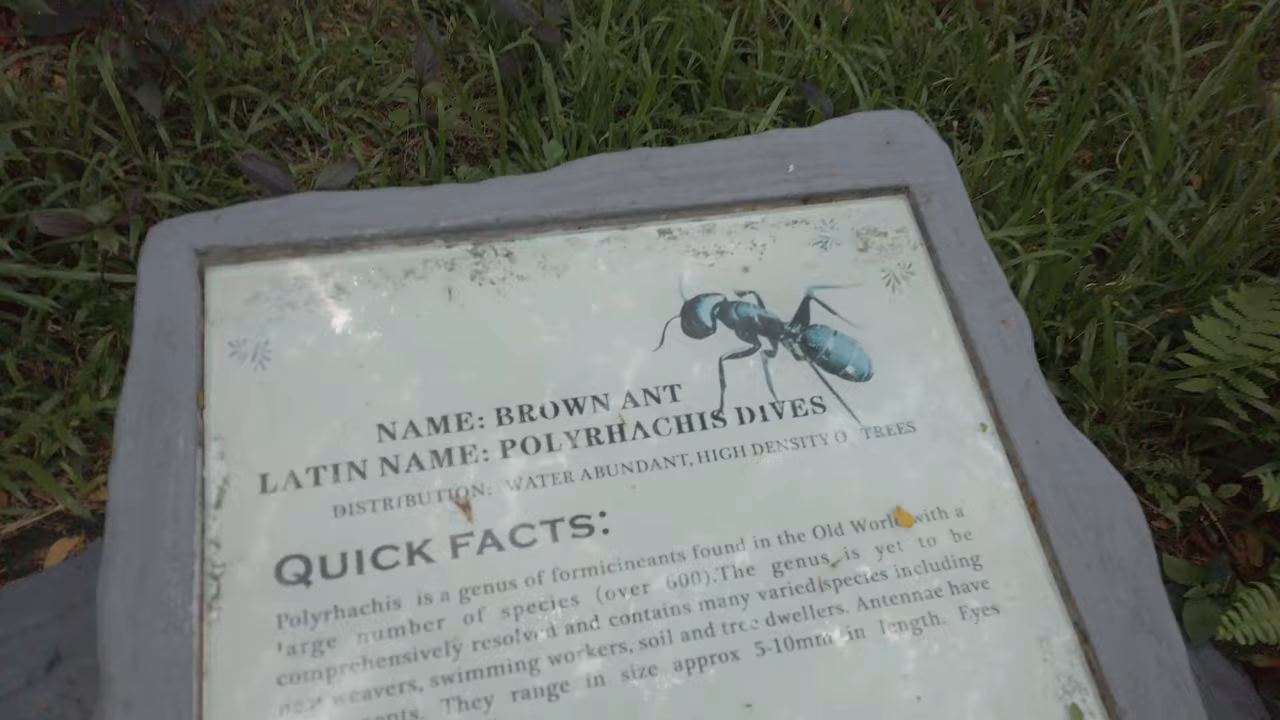 NAME: BROWN ANT
LATIN NAME: POLYRHACHIS DIVES
DISTRIBUTION: WATER ABUNDANT, HIGH DENSITY O TREES
QUICK FACTS:
Polyrhachis is a genus of formicineants found in the Old World with a
large number of species (over 600).The genus is yet to be
comprehensively resolved and contains many varied species including
weavers, swimming workers, soil and tree dwellers. Antennae have
They range in size approx 5-10mm in length. Eyes